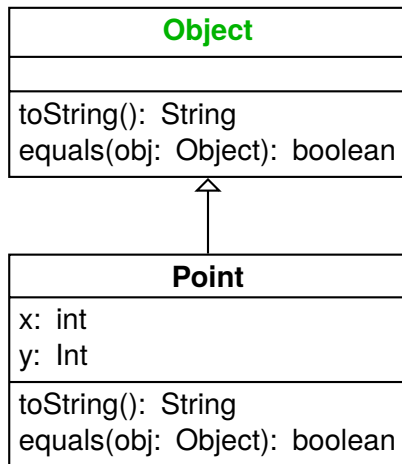 Object
toString(): String
equals(obj: Object): boolean
Point
x: int
y: Int
toString(): String
equals(obj: Object): boolean